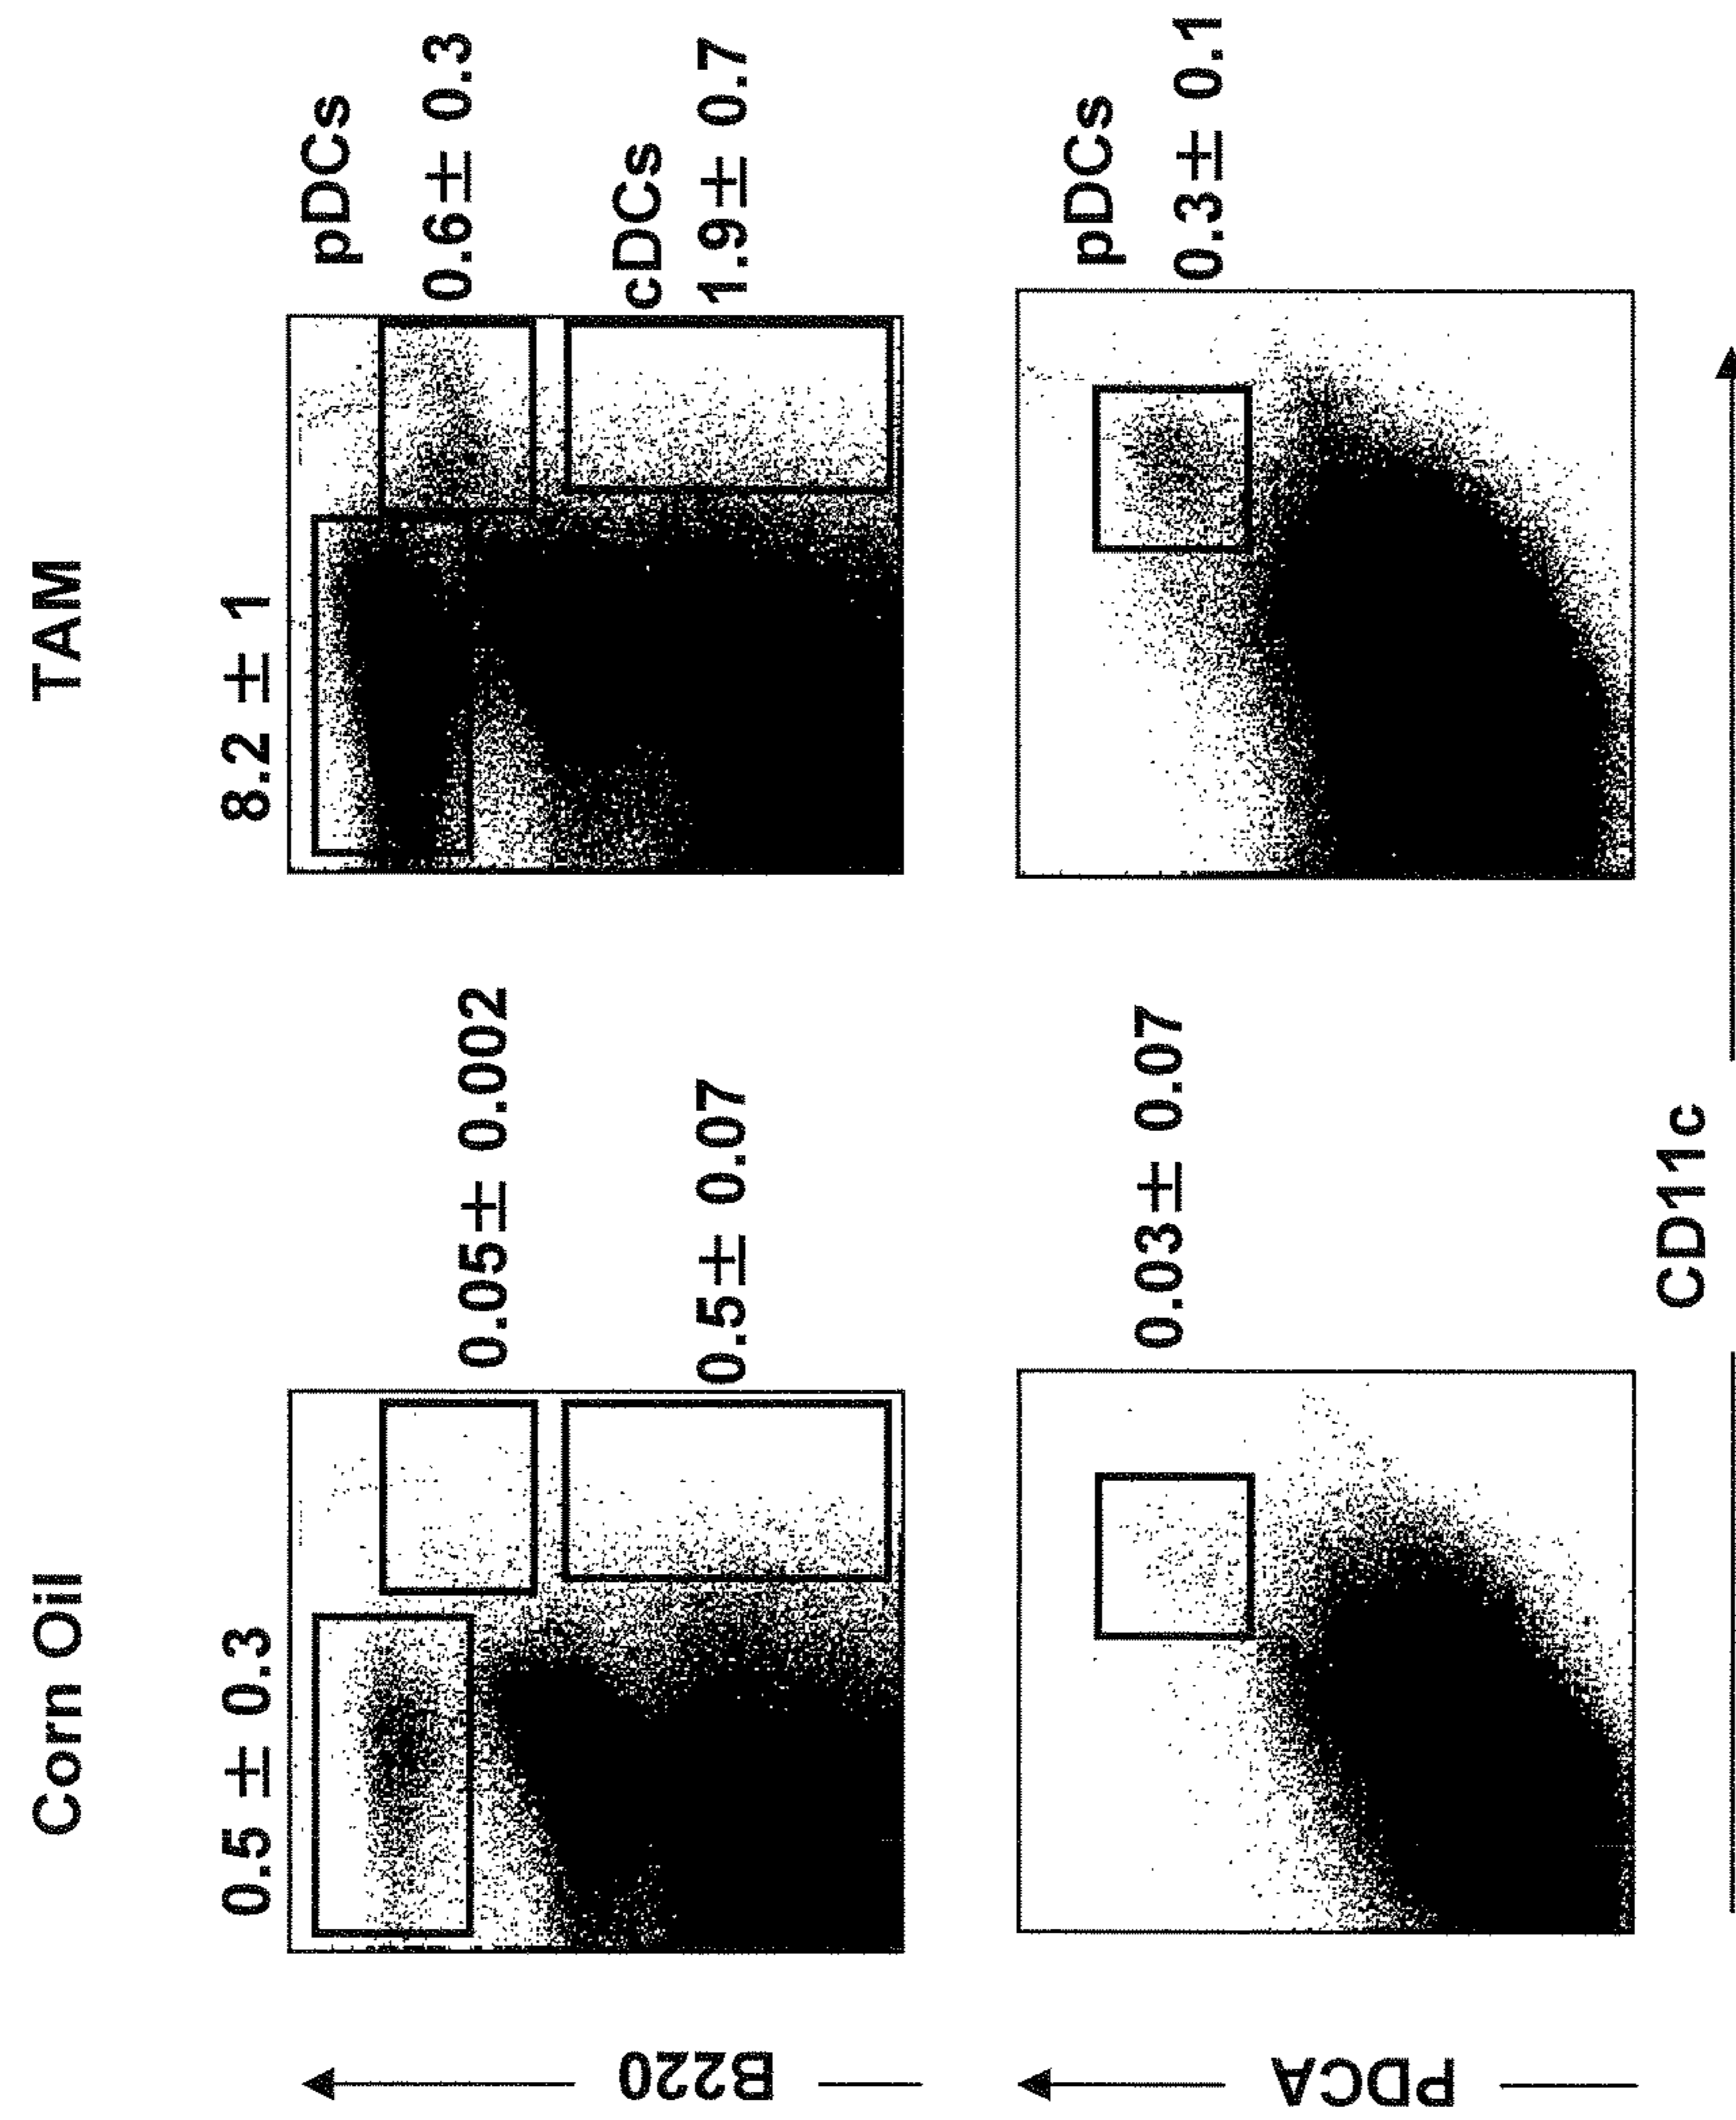 Corn Oil
TAM
0.5 ± 0.3
8.2 ± 1
B220
0.05± 0.002
0.5± 0.07
pDCs
0.6± 0.3
cDCs
1.9± 0.7
PDCA
0.03± 0.07
pDCs
0.3± 0.1
CD11c